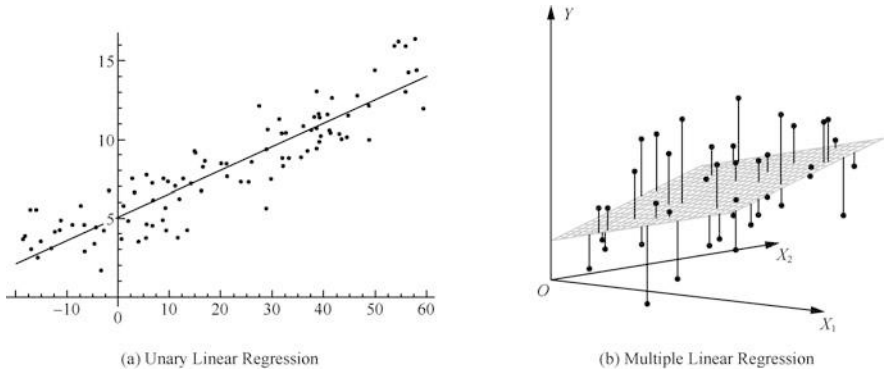 15
10
5
−10
0
10
20
30
40
50
60
(a) Unary Linear Regression
Y
X2
O
X1
(b) Multiple Linear Regression